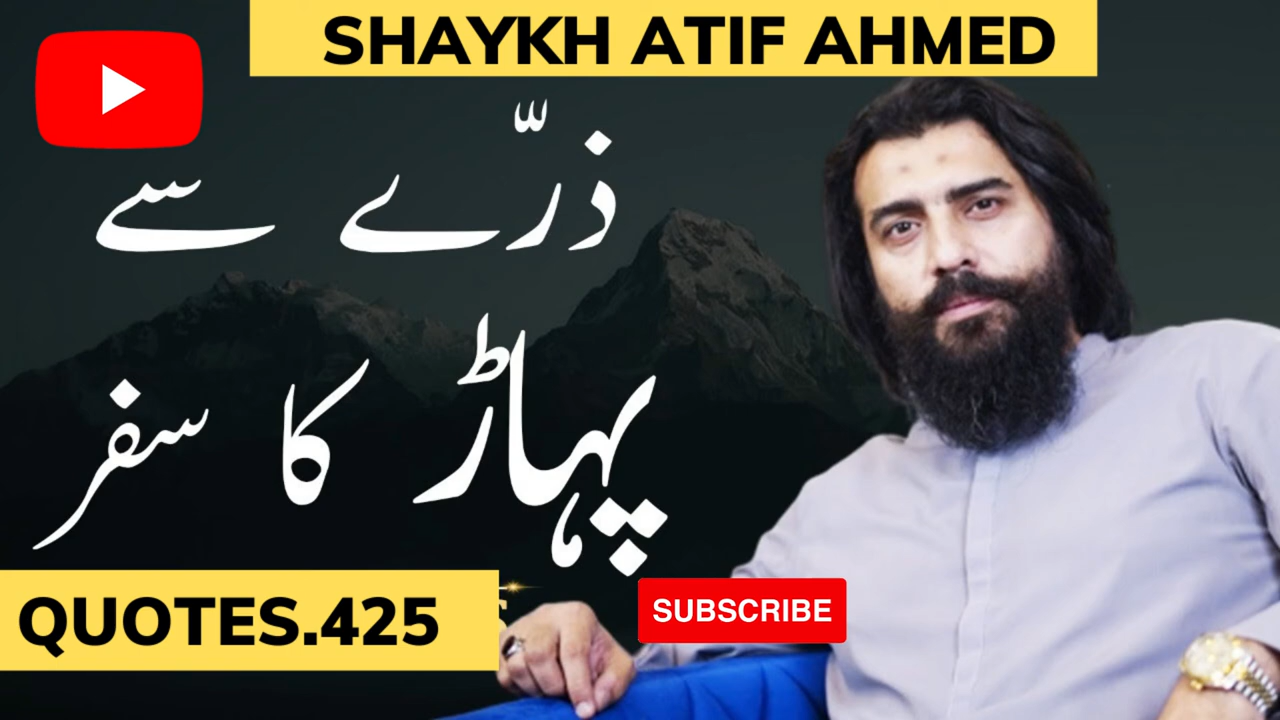 SHAYKH ATIF AHMED
ذرّے سے
پہاڑ کا سفر
QUOTES.425
SUBSCRIBE